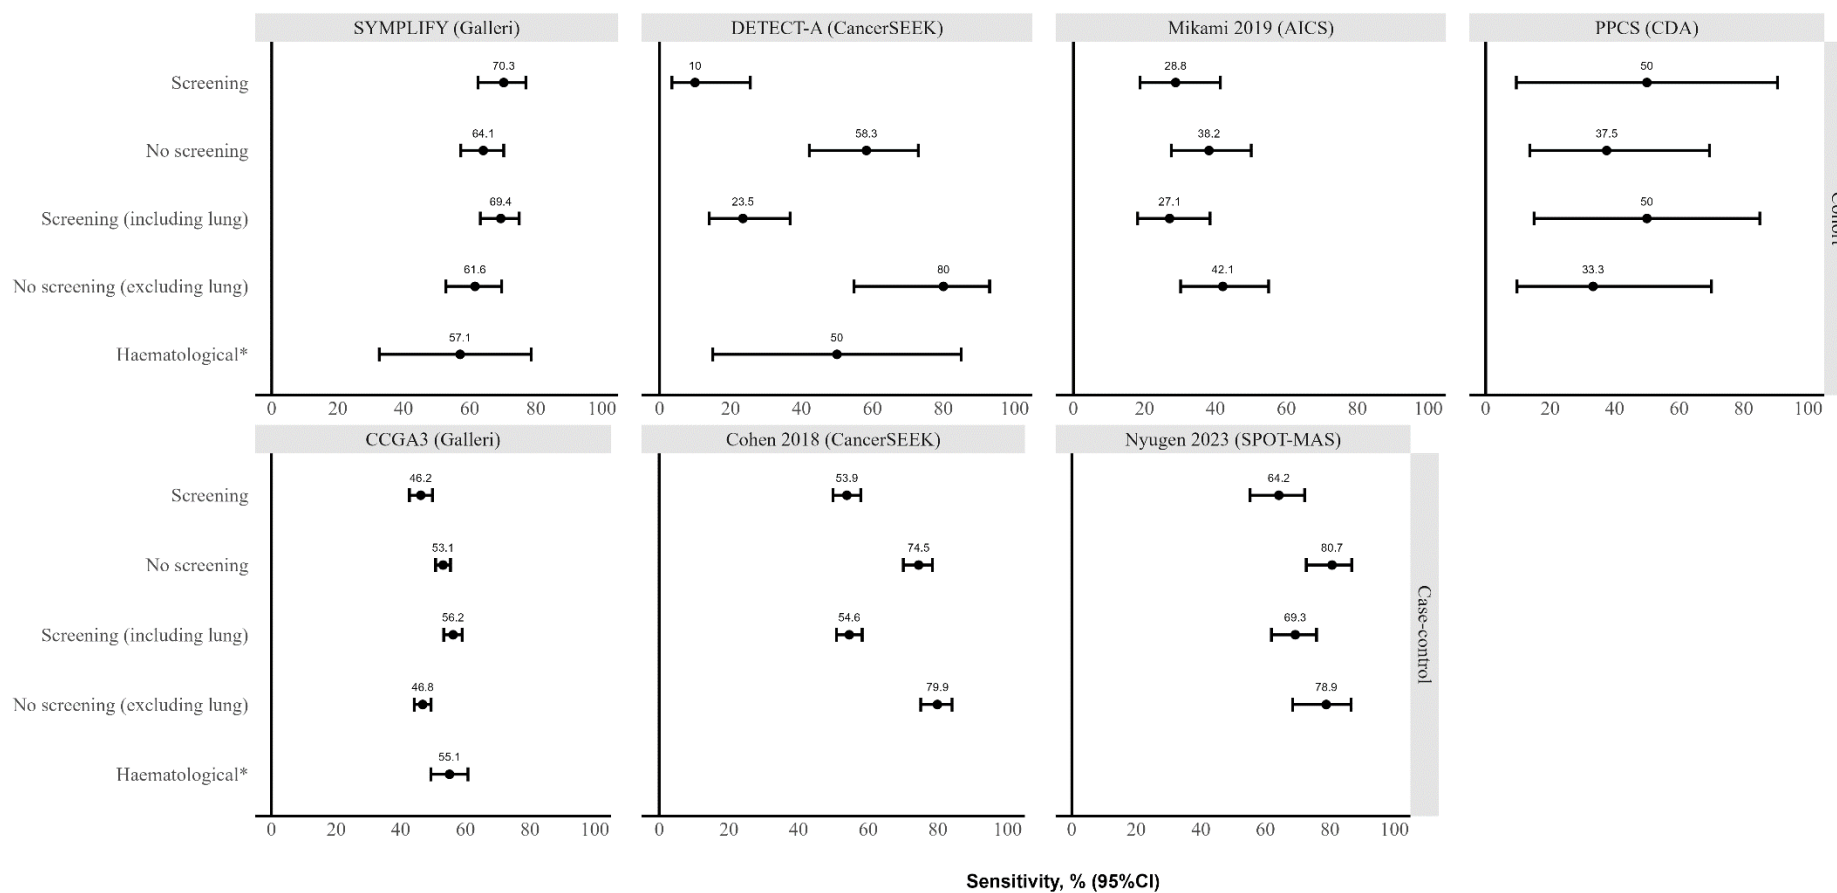 SYMPLIFY (Galleri) DETECT-A (CancerSEEK) Mikami 2019 (AICS) PPCS (CDA)
Screening 70.3 10 28.8 50
No screening 64.1 58.3 38.2 37.5
Screening (including lung) 69.4 23.5 27.1 50
No screening (excluding lung) 61.6 80 42.1 33.3
Haematological* 57.1 50
0 20 40 60 80 100 0 20 40 60 80 100 0 20 40 60 80 100 0 20 40 60 80 100
CCGA3 (Galleri) Cohen 2018 (CancerSEEK) Nyugen 2023 (SPOT-MAS)
Screening 46.2 53.9 64.2
No screening 53.1 74.5 80.7
Screening (including lung) 56.2 54.6 69.3
No screening (excluding lung) 46.8 79.9 78.9
Haematological* 55.1
Case-control
0 20 40 60 80 100 0 20 40 60 80 100 0 20 40 60 80 100
Sensitivity, % (95%CI)